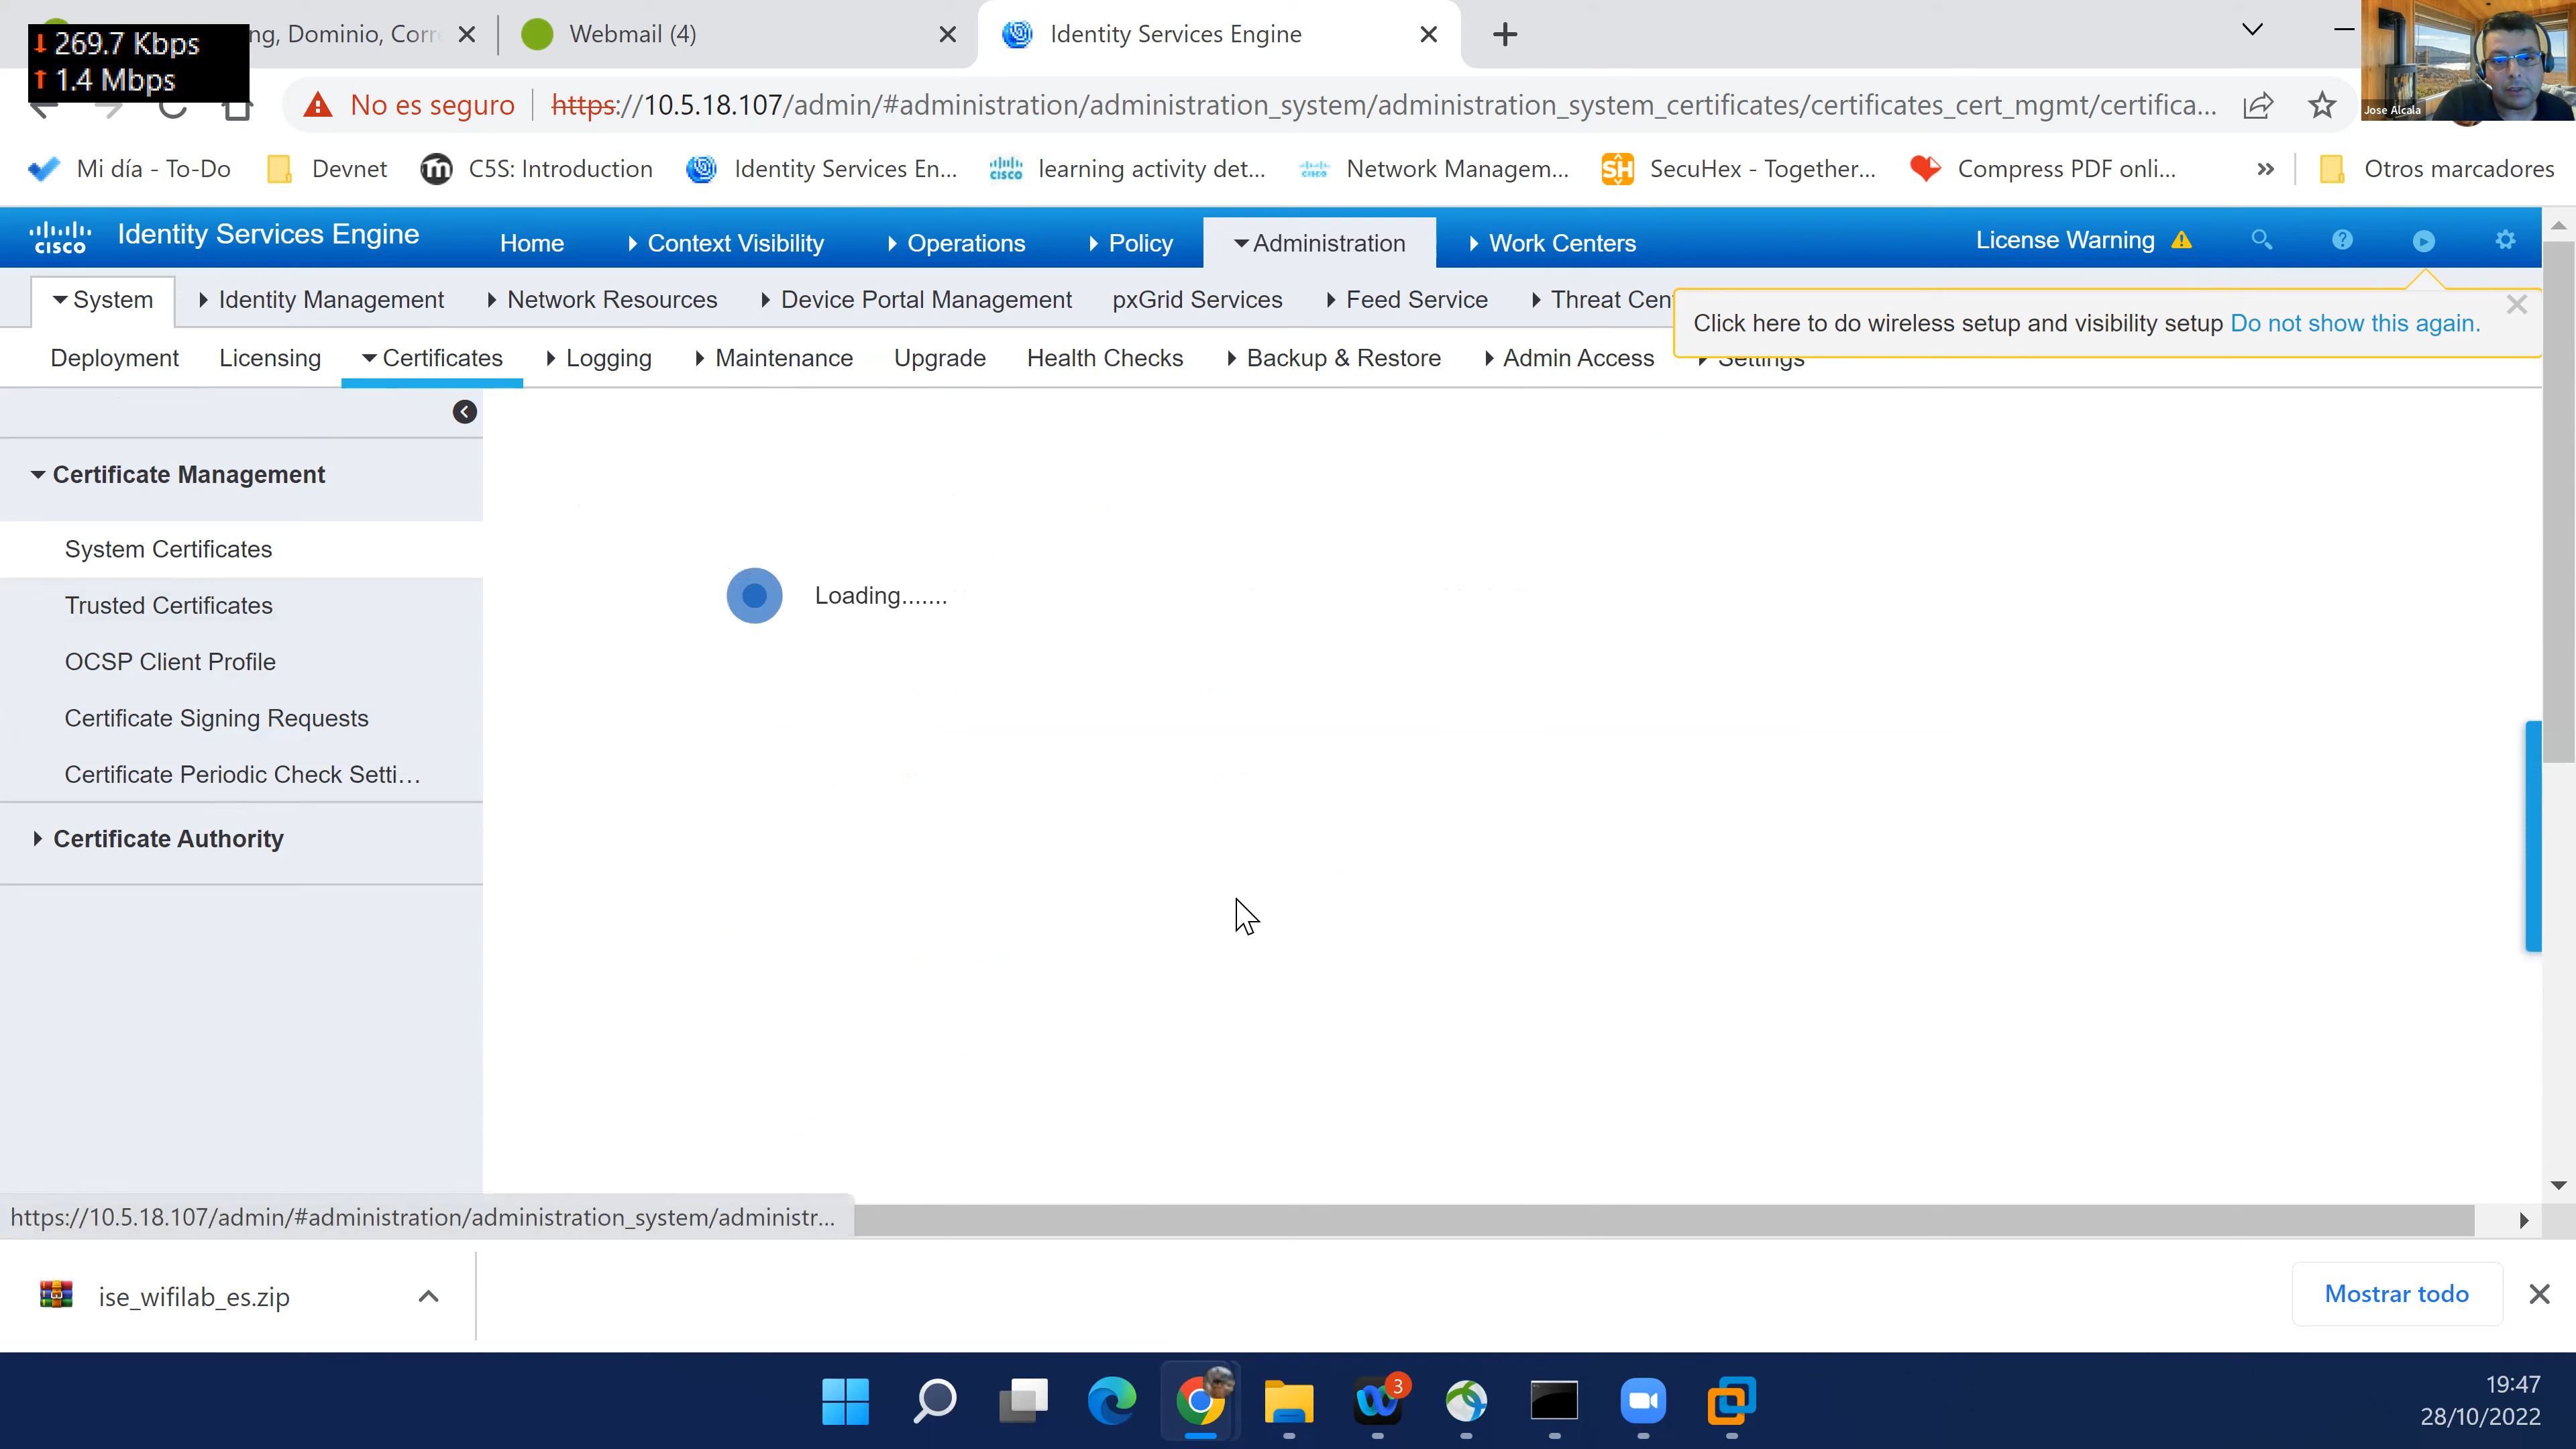 ↓ 269.7 Kbps
↑ 1.4 Mbps
ng, Dominio, Corr
Webmail (4)
Identity Services Engine
No es seguro
https://10.5.18.107/admin/#administration/administration_system/administration_system_certificates/certificates_cert_mgmt/certifica...
Jose Alcala
Mi día - To-Do
Devnet
C5S: Introduction
Identity Services En...
learning activity det...
Network Managem...
SecuHex - Together...
Compress PDF onli...
»
Otros marcadores
cisco
Identity Services Engine
Home
Context Visibility
Operations
Policy
Administration
Work Centers
License Warning
System
Identity Management
Network Resources
Device Portal Management
pxGrid Services
Feed Service
Threat Cen
Click here to do wireless setup and visibility setup Do not show this again.
Deployment
Licensing
Certificates
Logging
Maintenance
Upgrade
Health Checks
Backup & Restore
Admin Access
Settings
Certificate Management
System Certificates
Trusted Certificates
OCSP Client Profile
Certificate Signing Requests
Certificate Periodic Check Setti...
Certificate Authority
Loading.......
https://10.5.18.107/admin/#administration/administration_system/administr...
ise_wifilab_es.zip
Mostrar todo
3
19:47
28/10/2022